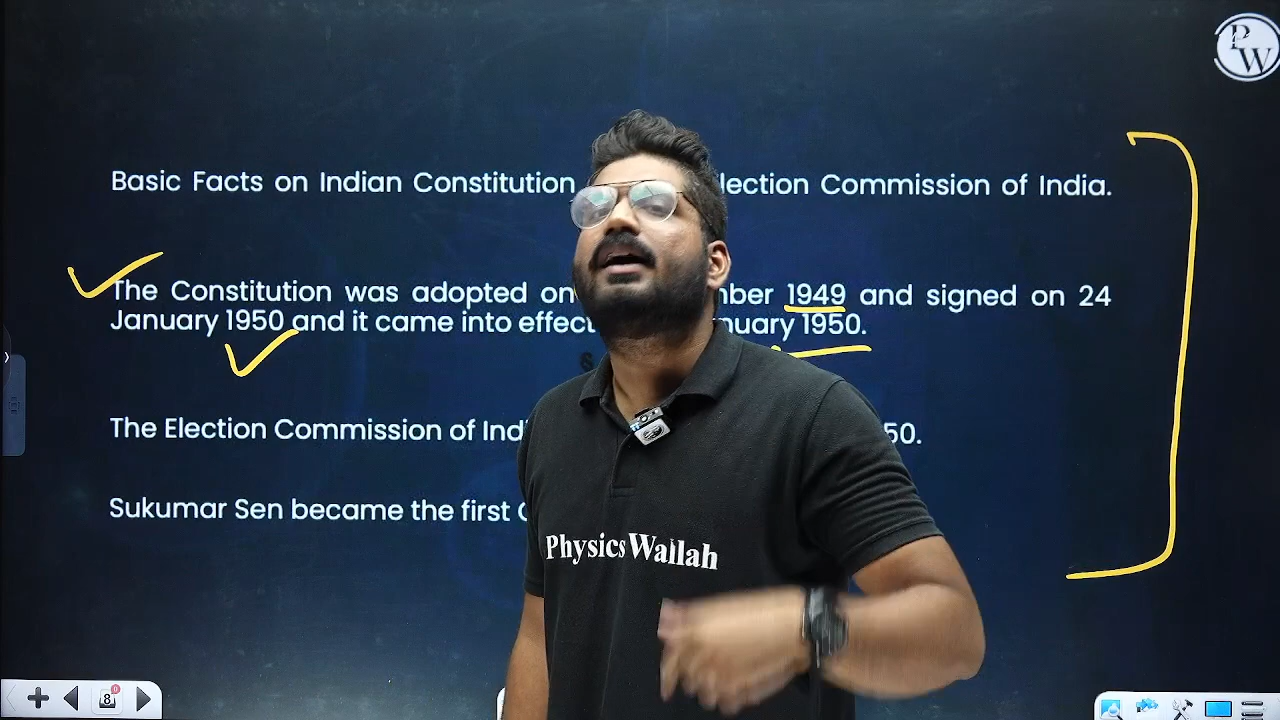 PW
Basic Facts on Indian Constitution lection Commission of India.
The Constitution was adopted on mber 1949 and signed on 24
January 1950 and it came into effect nuary 1950.
The Election Commission of Ind 50.
Sukumar Sen became the first
Physics Wallah
8